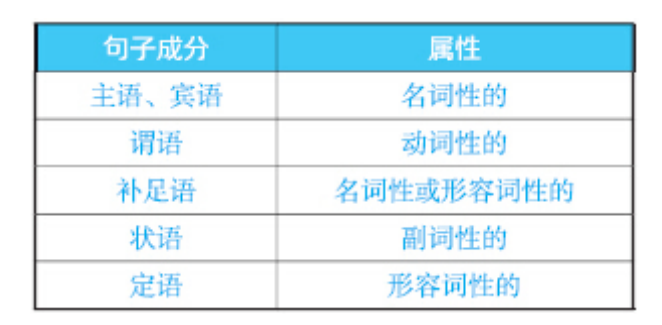 句子成分 属性
主语、宾语 名词性的
谓语 动词性的
补足语 名词性或形容词性的
状语 副词性的
定语 形容词性的